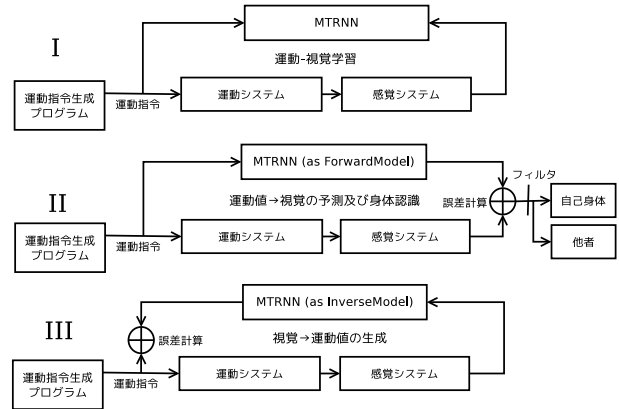 I
MTRNN
運動-視覚学習
運動指令生成
プログラム
運動指令
運動システム
感覚システム
II
MTRNN (as ForwardModel)
フィルタ
運動値→視覚の予測及び身体認識
誤差計算
自己身体
運動指令生成
プログラム
運動指令
運動システム
感覚システム
他者
III
MTRNN (as InverseModel)
誤差計算
視覚→運動値の生成
運動指令生成
プログラム
運動指令
運動システム
感覚システム